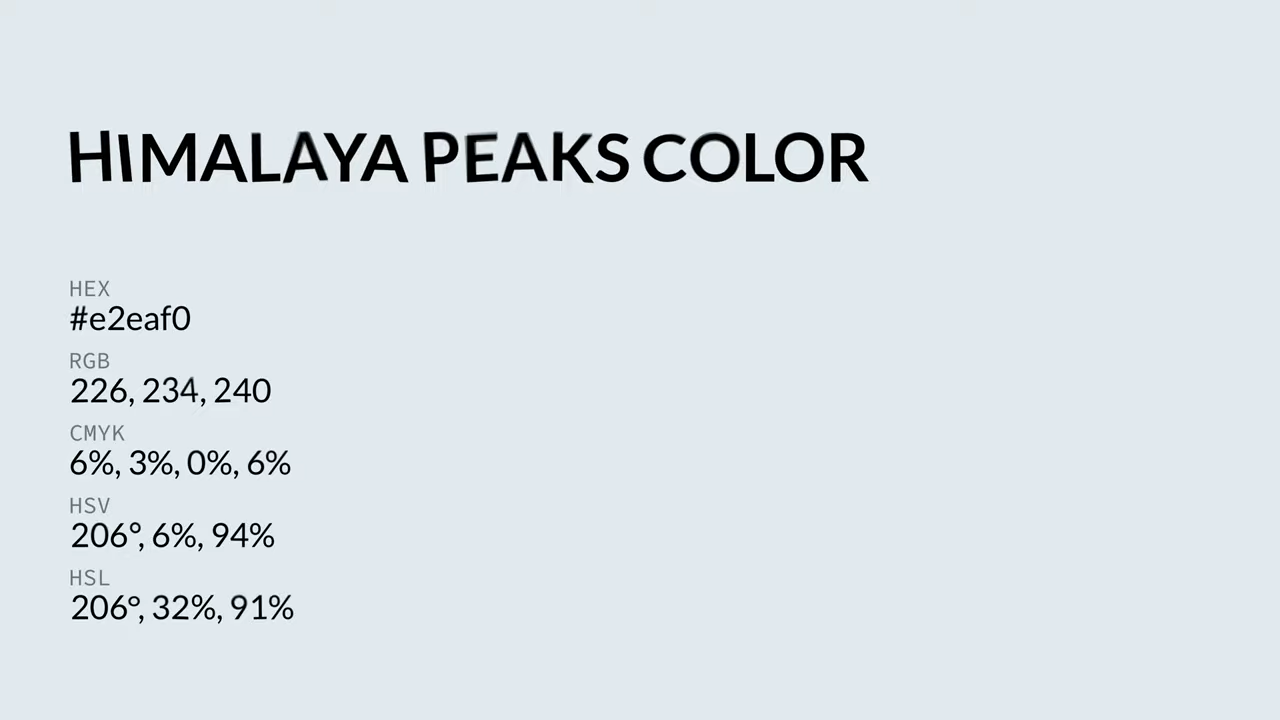 HIMALAYA PEAKS COLOR
HEX
#e2eaf0
RGB
226, 234, 240
CMYK
6%, 3%, 0%, 6%
HSV
206°, 6%, 94%
HSL
206°, 32%, 91%